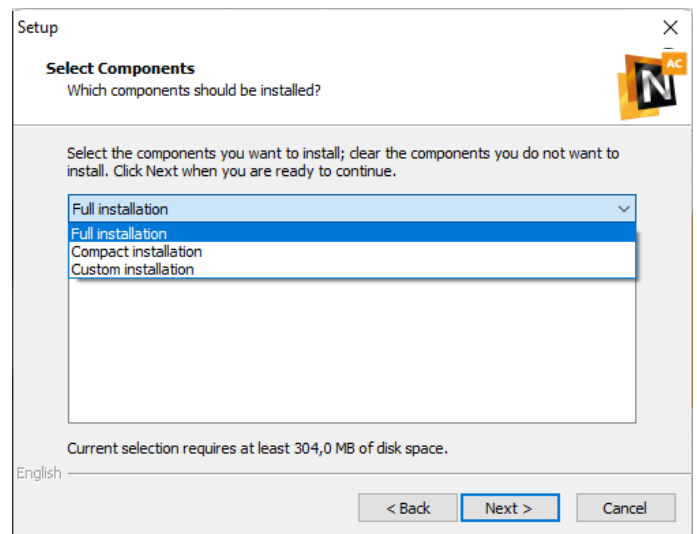 Setup
Select Components
Which components should be installed?
AC
N
Select the components you want to install; clear the components you do not want to
install. Click Next when you are ready to continue.
Full installation
Full installation
Compact installation
Custom installation
Current selection requires at least 304,0 MB of disk space.
English
< Back
Next >
Cancel